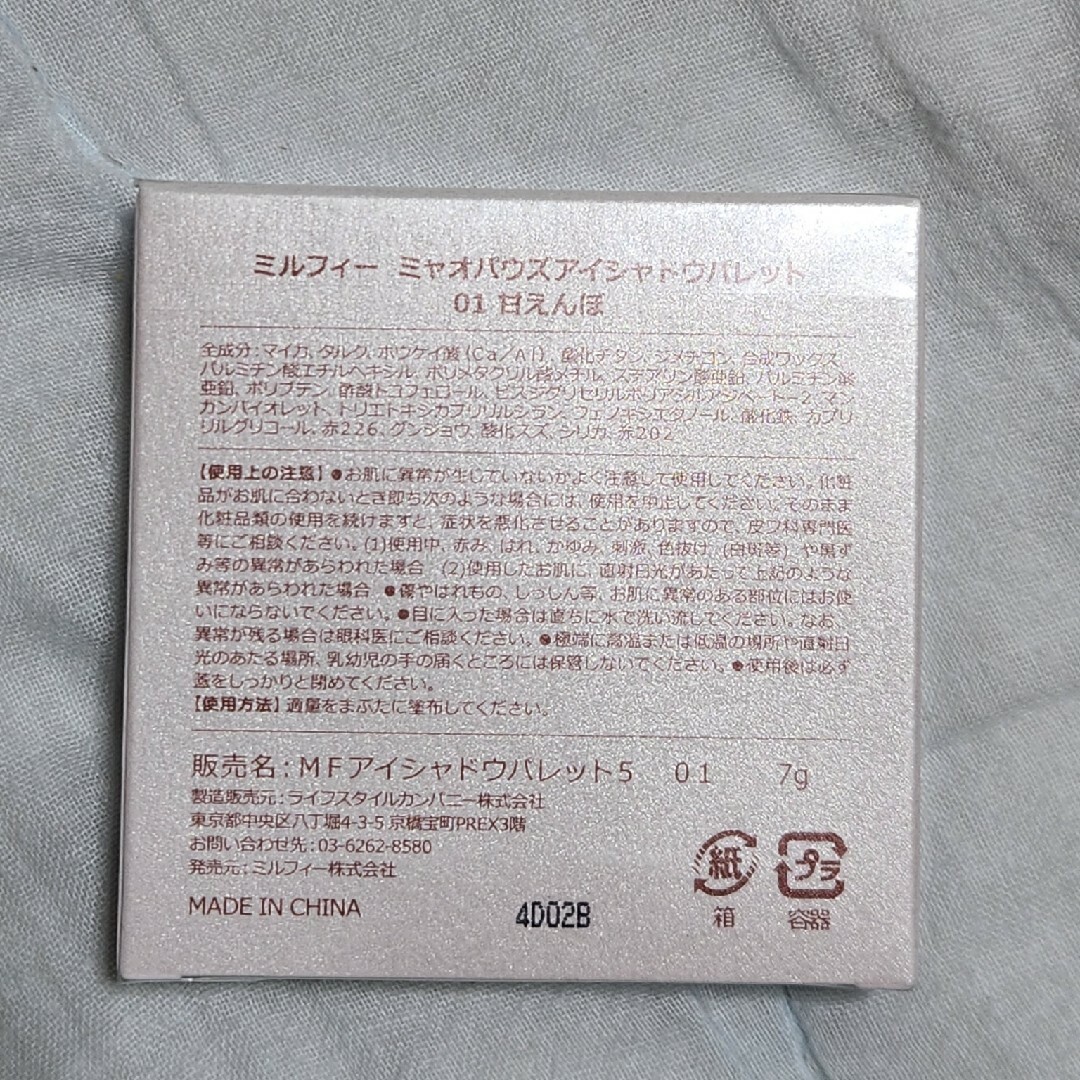 ミルフィー ミャオパウズアイシャドウパレット
01 甘えんぼ
全成分:マイカ、タルク、ホウケイ酸(Ca/Al)、酸化チタン、ジメチコン、合成ワックス、
パルミチン酸エチルヘキシル、ポリメタクリル酸メチル、ステアリン酸亜鉛、パルミチン酸
亜鉛、ポリブテン、酢酸トコフェロール、ビスジグリセリルポリアシルアジペート-2、マン
ガンバイオレット、トリエトキシカプリリルシラン、フェノキシエタノール、酸化鉄、カプリ
リルグリコール、赤226、グンジョウ、酸化スズ、シリカ、赤202
【使用上の注意】●お肌に異常が生じていないかよく注意して使用してください。化粧
品がお肌に合わないとき即ち次のような場合には、使用を中止してください。そのまま
化粧品類の使用を続けますと、症状を悪化させることがありますので、皮フ科専門医
等にご相談ください。(1)使用中、赤み、はれ、かゆみ、刺激、色抜け、(白斑等)や黒ず
み等の異常があらわれた場合 (2)使用したお肌に、直射日光があたって上記のような
異常があらわれた場合 ●傷やはれもの、しっしん等、お肌に異常のある部位にはお使
いにならないでください。●目に入った場合は直ちに水で洗い流してください。なお、
異常が残る場合は眼科医にご相談ください。●極端に高温または低温の場所や直射日
光のあたる場所、乳幼児の手の届くところには保管しないでください。●使用後は必ず
蓋をしっかりと閉めてください。
【使用方法】適量をまぶたに塗布してください。
販売名:MFアイシャドウパレット5 01 7g
製造販売元:ライフスタイルカンパニー株式会社
東京都中央区八丁堀4-3-5 京橋宝町PREX3階
お問い合わせ先:03-6262-8580
発売元:ミルフィー株式会社
MADE IN CHINA
4D02B
紙
箱
プラ
容器